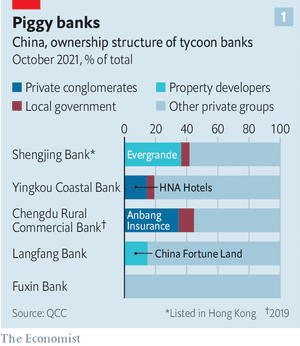 Piggy banks
1
China, ownership structure of tycoon banks
October 2021, % of total
Private conglomerates
Property developers
Local government
Other private groups
0 20 40 60 80 100
Shengjing Bank*
Evergrande
Yingkou Coastal Bank
HNA Hotels
Chengdu Rural
Commercial Bank†
Anbang
Insurance
Langfang Bank
China Fortune Land
Fuxin Bank
Source: QCC
*Listed in Hong Kong †2019
The Economist